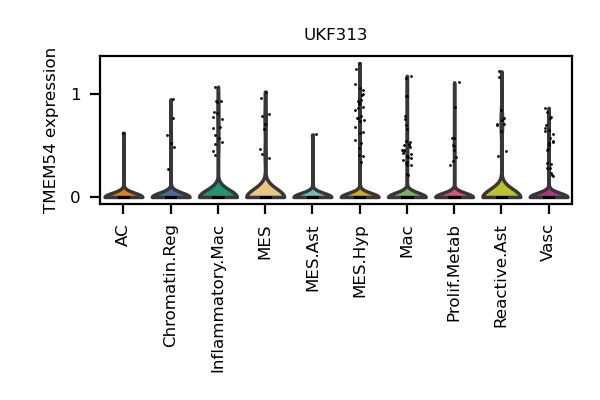 UKF313
TMEM54 expression
1
0
AC
Chromatin.Reg
Inflammatory.Mac
MES
MES.Ast
MES.Hyp
Mac
Prolif.Metab
Reactive.Ast
Vasc